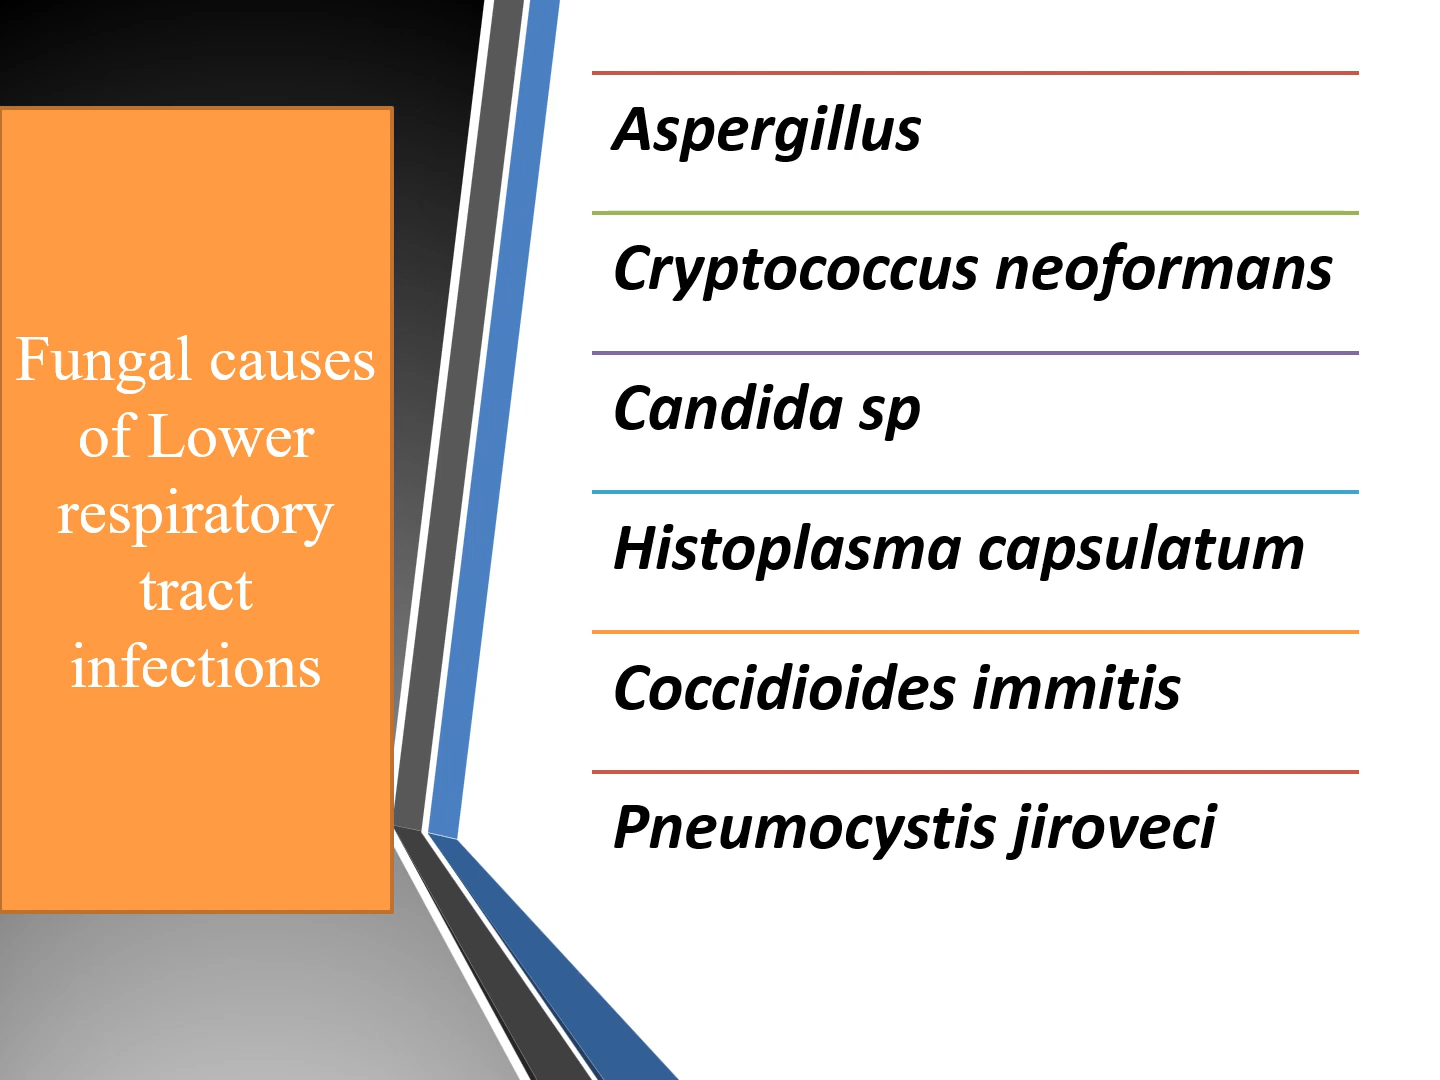 Fungal causes
of Lower
respiratory
tract
infections
Aspergillus
Cryptococcus neoformans
Candida sp
Histoplasma capsulatum
Coccidioides immitis
Pneumocystis jiroveci